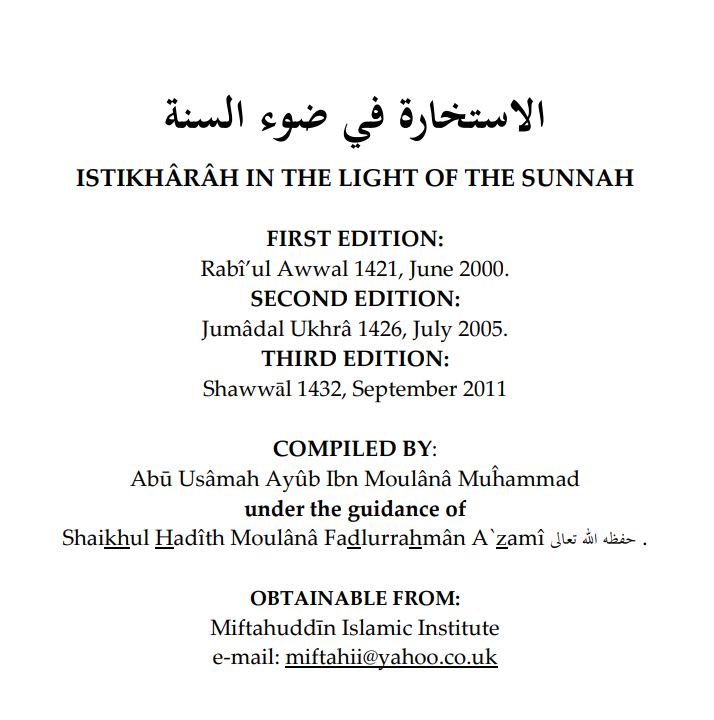 الاستخارة في ضوء السنة
ISTIKHÂRÂH IN THE LIGHT OF THE SUNNAH
FIRST EDITION:
Rabî’ul Awwal 1421, June 2000.
SECOND EDITION:
Jumâdal Ukhrâ 1426, July 2005.
THIRD EDITION:
Shawwāl 1432, September 2011
COMPILED BY:
Abū Usâmah Ayûb Ibn Moulânâ Muĥammad
under the guidance of
Shaikhul Hadîth Moulânâ Fadlurrahmân A`zamî حفظه الله تعالى .
OBTAINABLE FROM:
Miftahuddīn Islamic Institute
e-mail: miftahii@yahoo.co.uk